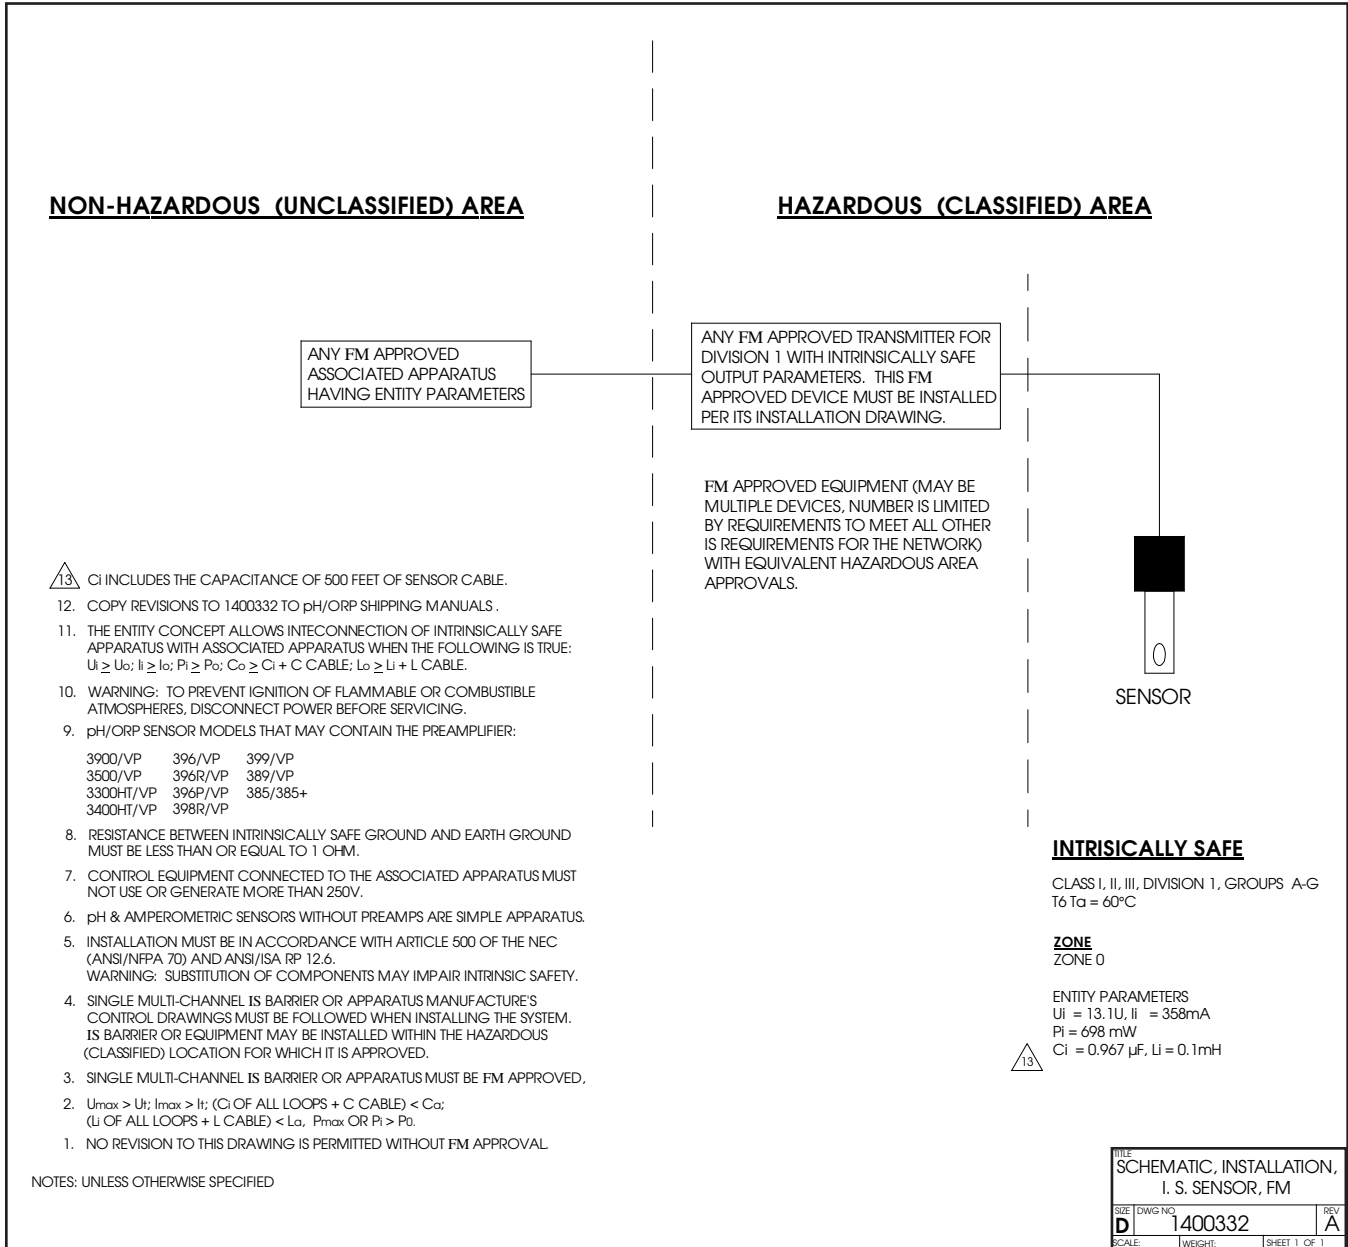 NON-HAZARDOUS (UNCLASSIFIED) AREA
HAZARDOUS (CLASSIFIED) AREA
ANY FM APPROVED
ASSOCIATED APPARATUS
HAVING ENTITY PARAMETERS
ANY FM APPROVED TRANSMITTER FOR
DIVISION 1 WITH INTRINSICALLY SAFE
OUTPUT PARAMETERS. THIS FM
APPROVED DEVICE MUST BE INSTALLED
PER ITS INSTALLATION DRAWING.
FM APPROVED EQUIPMENT (MAY BE
MULTIPLE DEVICES, NUMBER IS LIMITED
BY REQUIREMENTS TO MEET ALL OTHER
IS REQUIREMENTS FOR THE NETWORK)
WITH EQUIVALENT HAZARDOUS AREA
APPROVALS.
SENSOR
13 Ci INCLUDES THE CAPACITANCE OF 500 FEET OF SENSOR CABLE.
12. COPY REVISIONS TO 1400332 TO pH/ORP SHIPPING MANUALS .
11. THE ENTITY CONCEPT ALLOWS INTECONNECTION OF INTRINSICALLY SAFE
APPARATUS WITH ASSOCIATED APPARATUS WHEN THE FOLLOWING IS TRUE:
Ui ≥ Uo; Ii ≥ Io; Pi ≥ Po; Co ≥ Ci + C CABLE; Lo ≥ Li + L CABLE.
10. WARNING: TO PREVENT IGNITION OF FLAMMABLE OR COMBUSTIBLE
ATMOSPHERES, DISCONNECT POWER BEFORE SERVICING.
9. pH/ORP SENSOR MODELS THAT MAY CONTAIN THE PREAMPLIFIER:
3900/VP 396/VP 399/VP
3500/VP 396R/VP 389/VP
3300HT/VP 396P/VP 385/385+
3400HT/VP 398R/VP
8. RESISTANCE BETWEEN INTRINSICALLY SAFE GROUND AND EARTH GROUND
MUST BE LESS THAN OR EQUAL TO 1 OHM.
7. CONTROL EQUIPMENT CONNECTED TO THE ASSOCIATED APPARATUS MUST
NOT USE OR GENERATE MORE THAN 250V.
6. pH & AMPEROMETRIC SENSORS WITHOUT PREAMPS ARE SIMPLE APPARATUS.
5. INSTALLATION MUST BE IN ACCORDANCE WITH ARTICLE 500 OF THE NEC
(ANSI/NFPA 70) AND ANSI/ISA RP 12.6.
WARNING: SUBSTITUTION OF COMPONENTS MAY IMPAIR INTRINSIC SAFETY.
4. SINGLE MULTI-CHANNEL IS BARRIER OR APPARATUS MANUFACTURE'S
CONTROL DRAWINGS MUST BE FOLLOWED WHEN INSTALLING THE SYSTEM.
IS BARRIER OR EQUIPMENT MAY BE INSTALLED WITHIN THE HAZARDOUS
(CLASSIFIED) LOCATION FOR WHICH IT IS APPROVED.
3. SINGLE MULTI-CHANNEL IS BARRIER OR APPARATUS MUST BE FM APPROVED,
2. Umax > Ut; Imax > It; (Ci OF ALL LOOPS + C CABLE) < Ca;
(Li OF ALL LOOPS + L CABLE) < La, Pmax OR Pi > P0.
1. NO REVISION TO THIS DRAWING IS PERMITTED WITHOUT FM APPROVAL.
NOTES: UNLESS OTHERWISE SPECIFIED
INTRISICALLY SAFE
CLASS I, II, III, DIVISION 1, GROUPS A-G
T6 Ta = 60°C
ZONE
ZONE 0
ENTITY PARAMETERS
Ui = 13.1U, Ii = 358mA
Pi = 698 mW
13 Ci = 0.967 µF, Li = 0.1mH
TITLE
SCHEMATIC, INSTALLATION,
I. S. SENSOR, FM
SIZE DWG NO REV
D 1400332 A
SCALE: WEIGHT: SHEET 1 OF 1